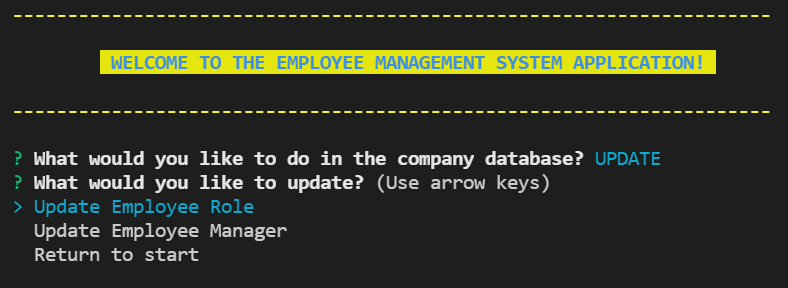 ----------------------------------------------------------------------
WELCOME TO THE EMPLOYEE MANAGEMENT SYSTEM APPLICATION!
----------------------------------------------------------------------
? What would you like to do in the company database? UPDATE
? What would you like to update? (Use arrow keys)
> Update Employee Role
Update Employee Manager
Return to start